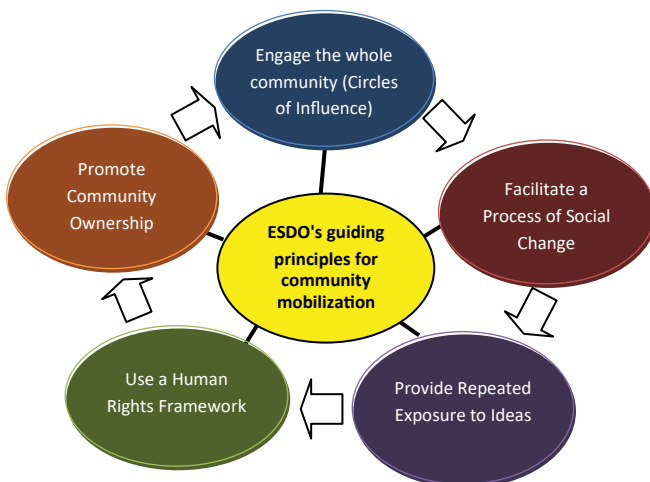 Engage the whole
community (Circles
of Influence)
Facilitate a
Process of Social
Change
Provide Repeated
Exposure to Ideas
Use a Human
Rights Framework
Promote
Community
Ownership
ESDO's guiding
principles for
community
mobilization